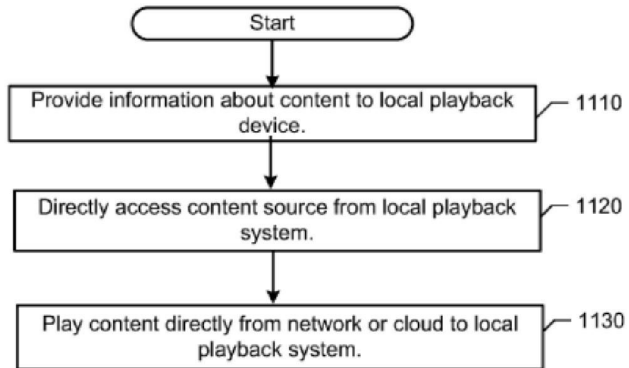 Start
Provide information about content to local playback
device.
1110
Directly access content source from local playback
system.
1120
Play content directly from network or cloud to local
playback system.
1130